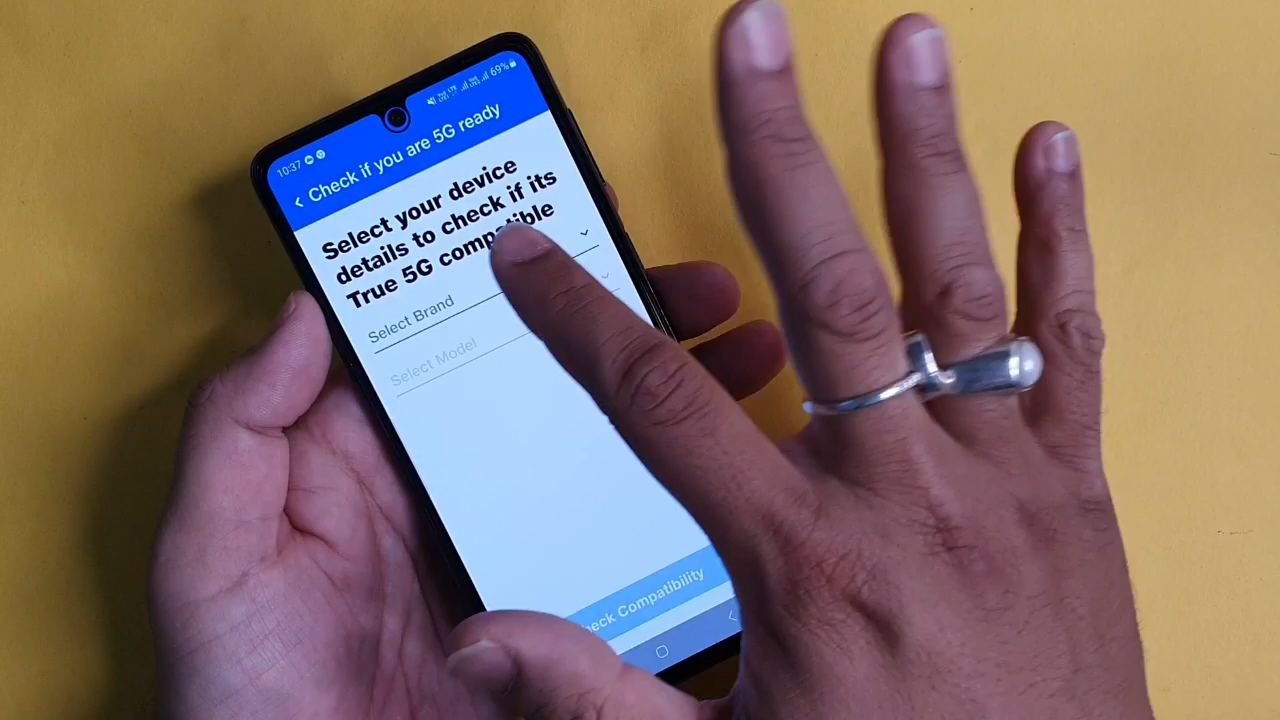 10:37
69%
Check if you are 5G ready
Select your device
details to check if its
True 5G compatible
Select Brand
Select Model
Check Compatibility